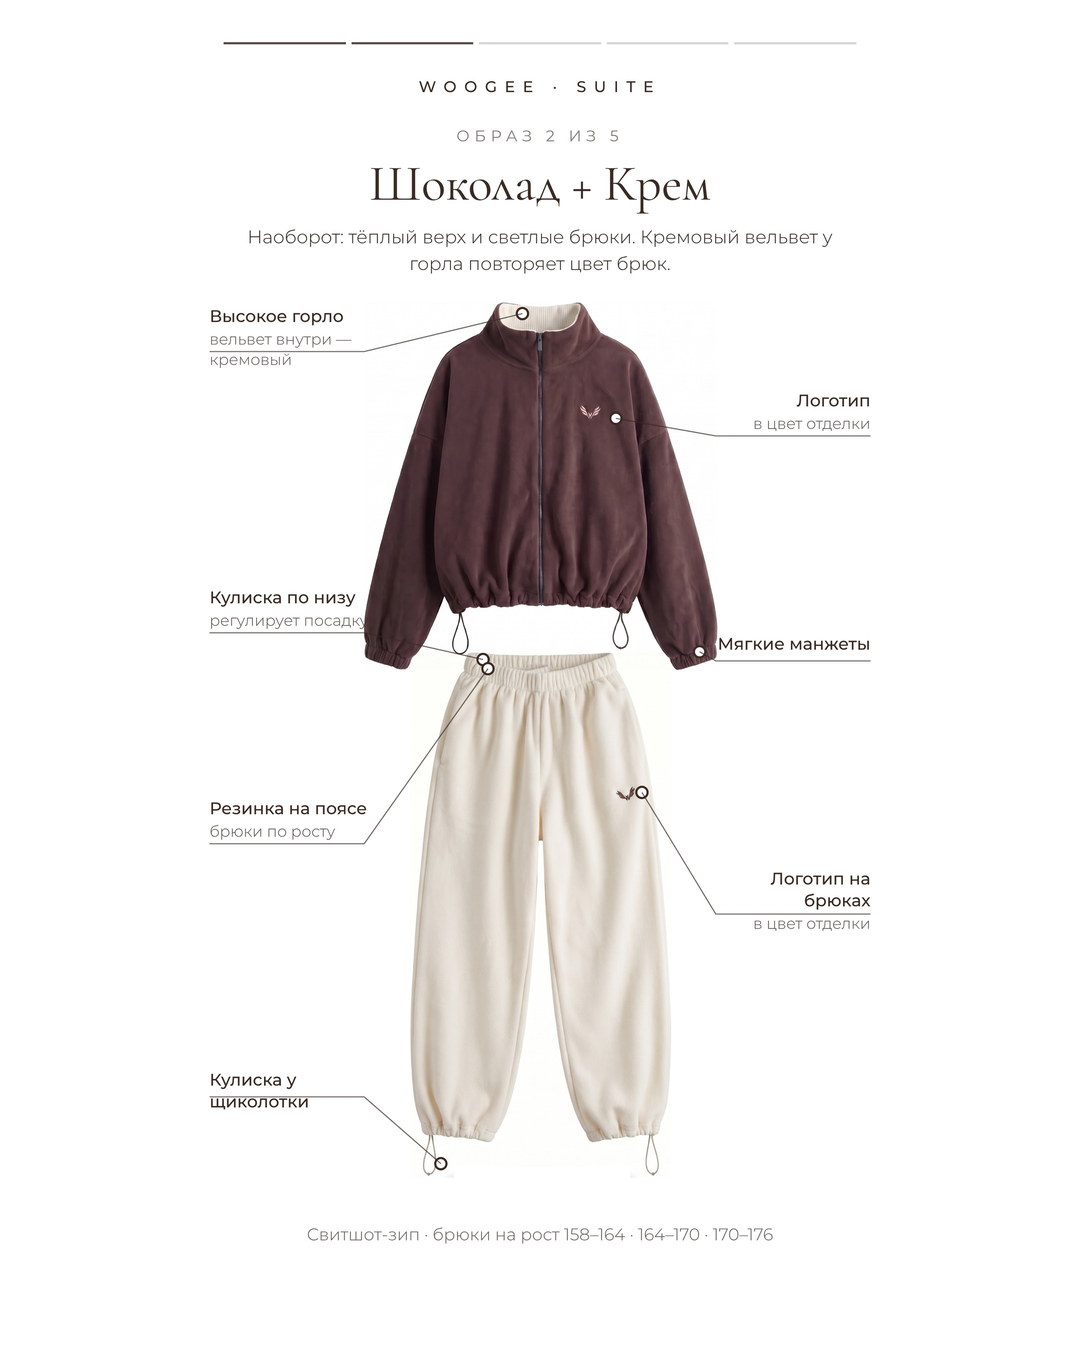 WOOGEE · SUITE
ОБРАЗ 2 ИЗ 5
Шоколад + Крем
Наоборот: тёплый верх и светлые брюки. Кремовый вельвет у
горла повторяет цвет брюк.
Высокое горло
вельвет внутри —
кремовый
Логотип
в цвет отделки
Кулиска по низу
регулирует посадку
Мягкие манжеты
Резинка на поясе
брюки по росту
Логотип на
брюках
в цвет отделки
Кулиска у
щиколотки
Свитшот-зип · брюки на рост 158–164 · 164–170 · 170–176